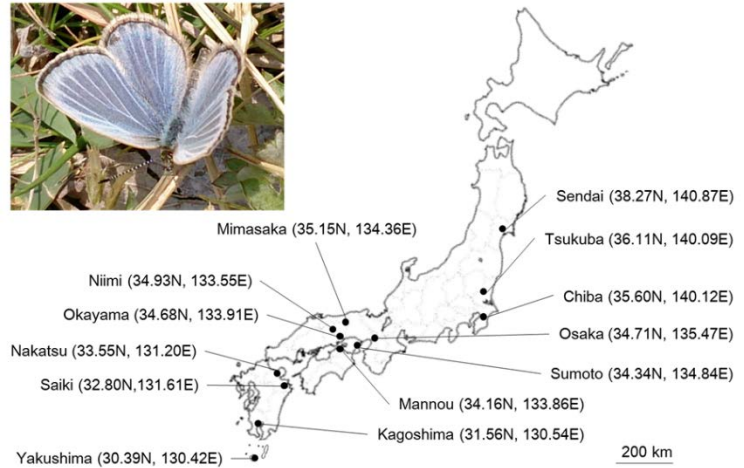 Sendai (38.27N, 140.87E)
Mimasaka (35.15N, 134.36E)
Tsukuba (36.11N, 140.09E)
Niimi (34.93N, 133.55E)
Chiba (35.60N, 140.12E)
Okayama (34.68N, 133.91E)
Osaka (34.71N, 135.47E)
Nakatsu (33.55N, 131.20E)
Sumoto (34.34N, 134.84E)
Saiki (32.80N,131.61E)
Mannou (34.16N, 133.86E)
Kagoshima (31.56N, 130.54E)
Yakushima (30.39N, 130.42E)
200 km